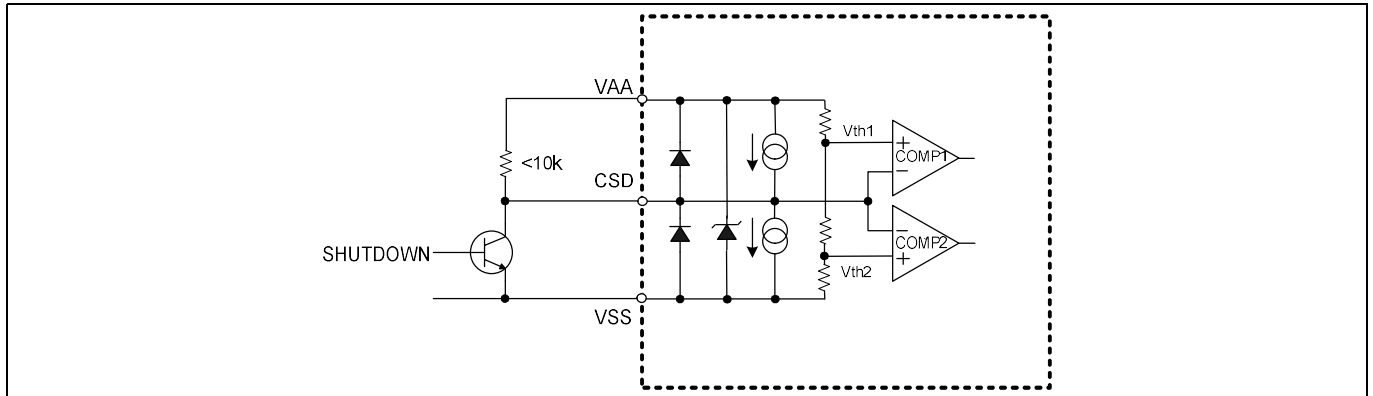 VAA
Vth1
+
COMP1
−
<10k
CSD
−
COMP2
+
SHUTDOWN
Vth2
VSS